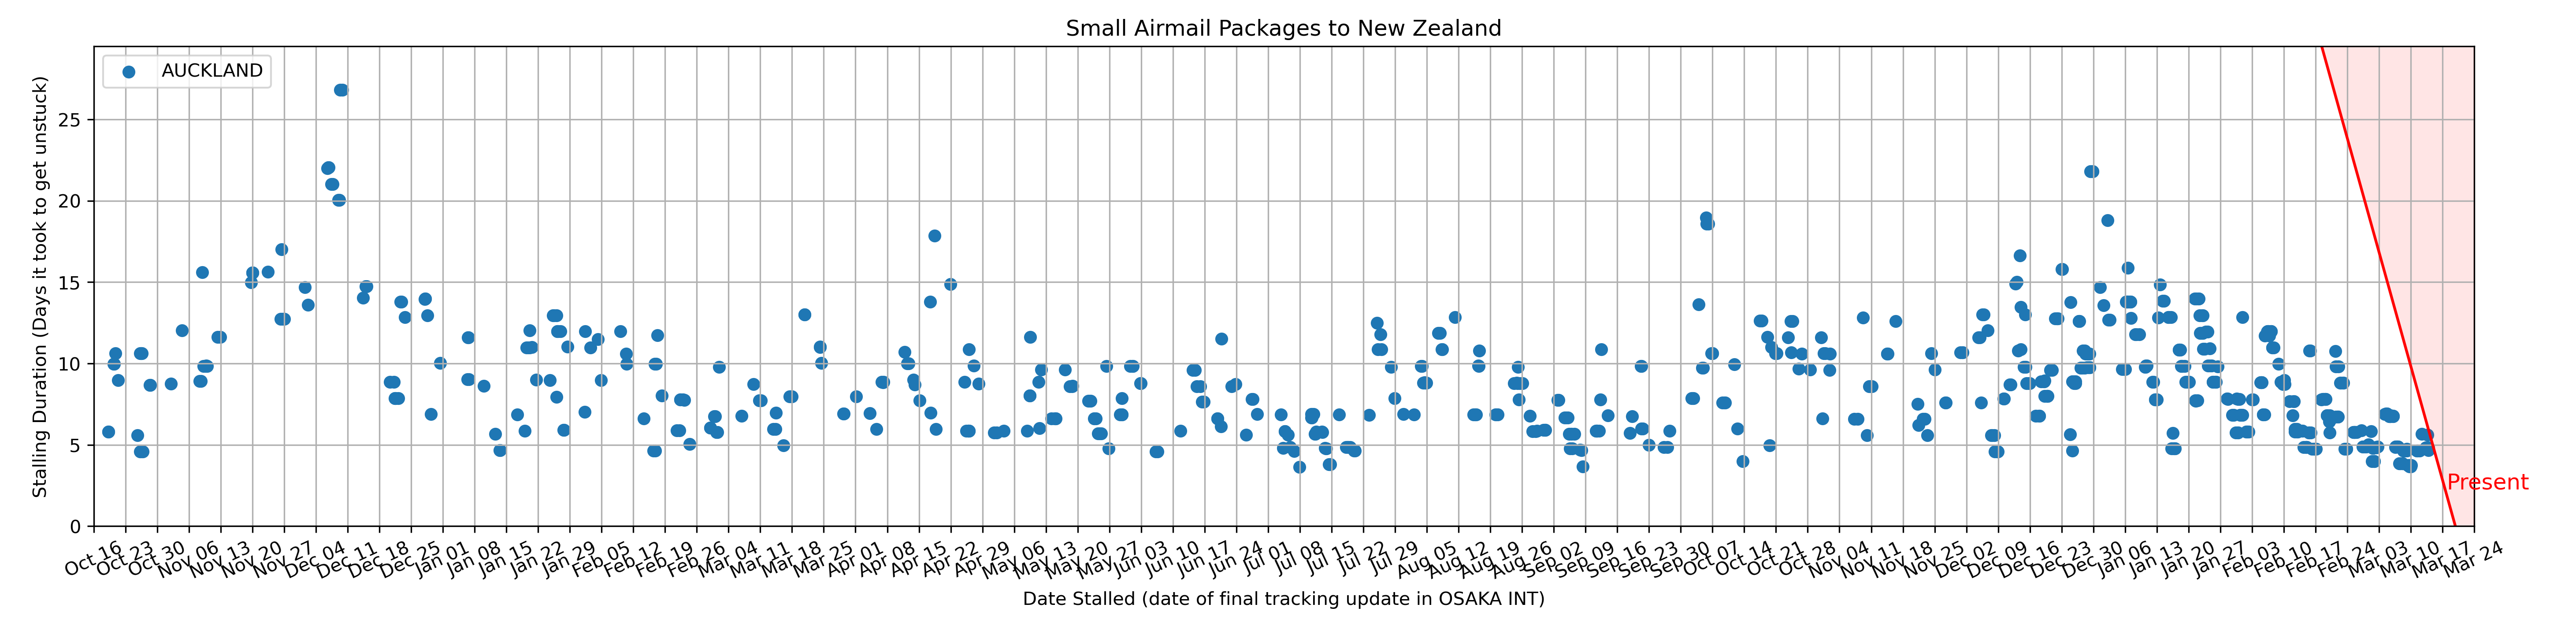 Small Airmail Packages to New Zealand
AUCKLAND
Stalling Duration (Days it took to get unstuck)
25
20
15
10
5
0
Present
Oct 16 Oct 23 Oct 30 Nov 06 Nov 13 Nov 20 Nov 27 Dec 04 Dec 11 Dec 18 Dec 25 Jan 01 Jan 08 Jan 15 Jan 22 Jan 29 Feb 05 Feb 12 Feb 19 Feb 26 Mar 04 Mar 11 Mar 18 Mar 25 Apr 01 Apr 08 Apr 15 Apr 22 Apr 29 May 06 May 13 May 20 May 27 Jun 03 Jun 10 Jun 17 Jun 24 Jul 01 Jul 08 Jul 15 Jul 22 Jul 29 Aug 05 Aug 12 Aug 19 Aug 26 Sep 02 Sep 09 Sep 16 Sep 23 Sep 30 Oct 07 Oct 14 Oct 21 Oct 28 Nov 04 Nov 11 Nov 18 Nov 25 Dec 02 Dec 09 Dec 16 Dec 23 Dec 30 Jan 06 Jan 13 Jan 20 Jan 27 Feb 03 Feb 10 Feb 17 Feb 24 Mar 03 Mar 10 Mar 17 Mar 24
Date Stalled (date of final tracking update in OSAKA INT)